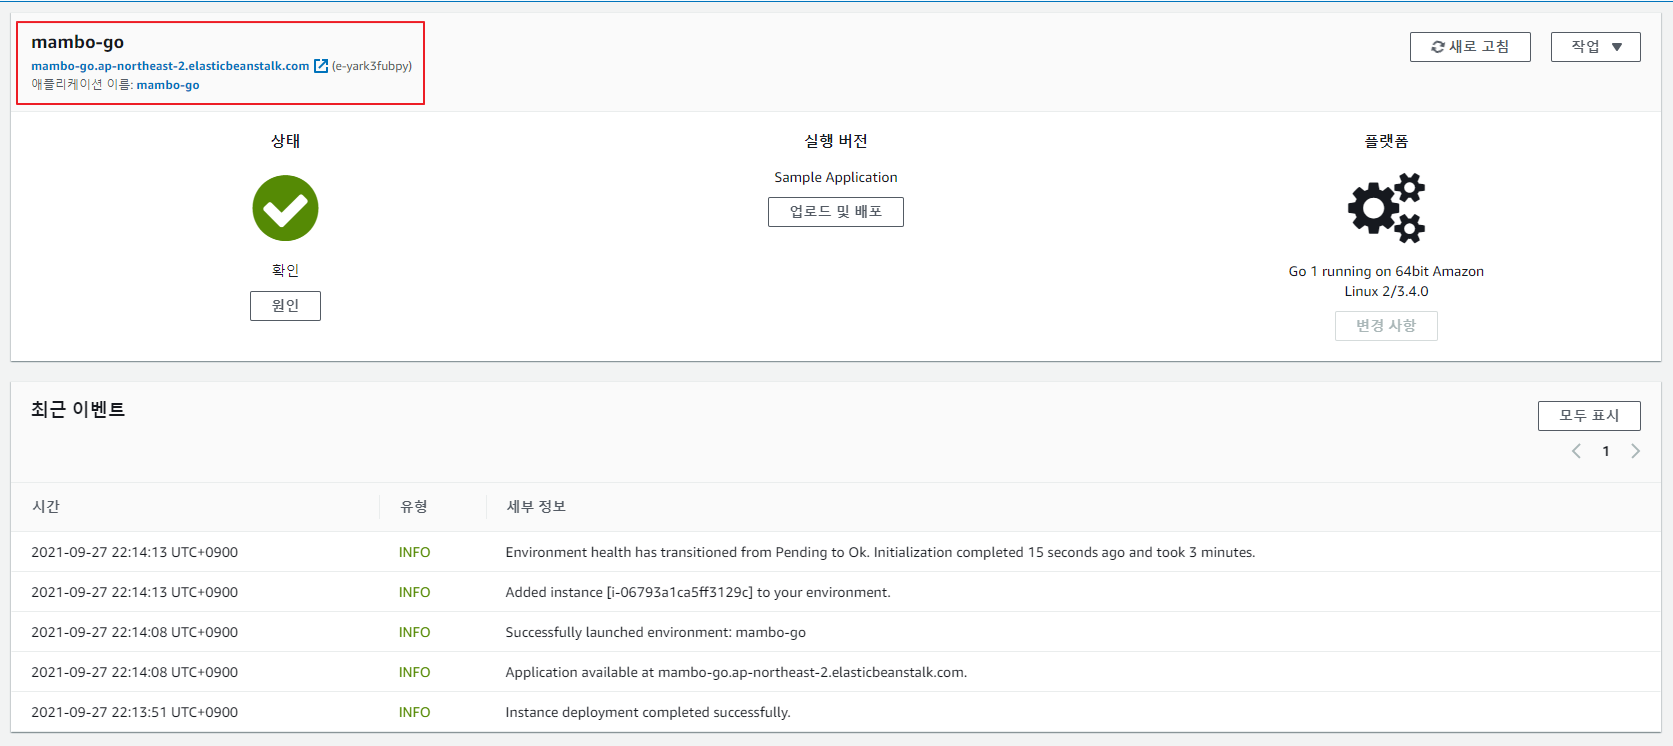 mambo-go
mambo-go.ap-northeast-2.elasticbeanstalk.com (e-yark3fubpy)
애플리케이션 이름: mambo-go
새로 고침
작업
상태
확인
원인
실행 버전
Sample Application
업로드 및 배포
플랫폼
Go 1 running on 64bit Amazon
Linux 2/3.4.0
변경 사항
최근 이벤트
모두 표시
1
시간 유형 세부 정보
2021-09-27 22:14:13 UTC+0900 INFO Environment health has transitioned from Pending to Ok. Initialization completed 15 seconds ago and took 3 minutes.
2021-09-27 22:14:13 UTC+0900 INFO Added instance [i-06793a1ca5ff3129c] to your environment.
2021-09-27 22:14:08 UTC+0900 INFO Successfully launched environment: mambo-go
2021-09-27 22:14:08 UTC+0900 INFO Application available at mambo-go.ap-northeast-2.elasticbeanstalk.com.
2021-09-27 22:13:51 UTC+0900 INFO Instance deployment completed successfully.